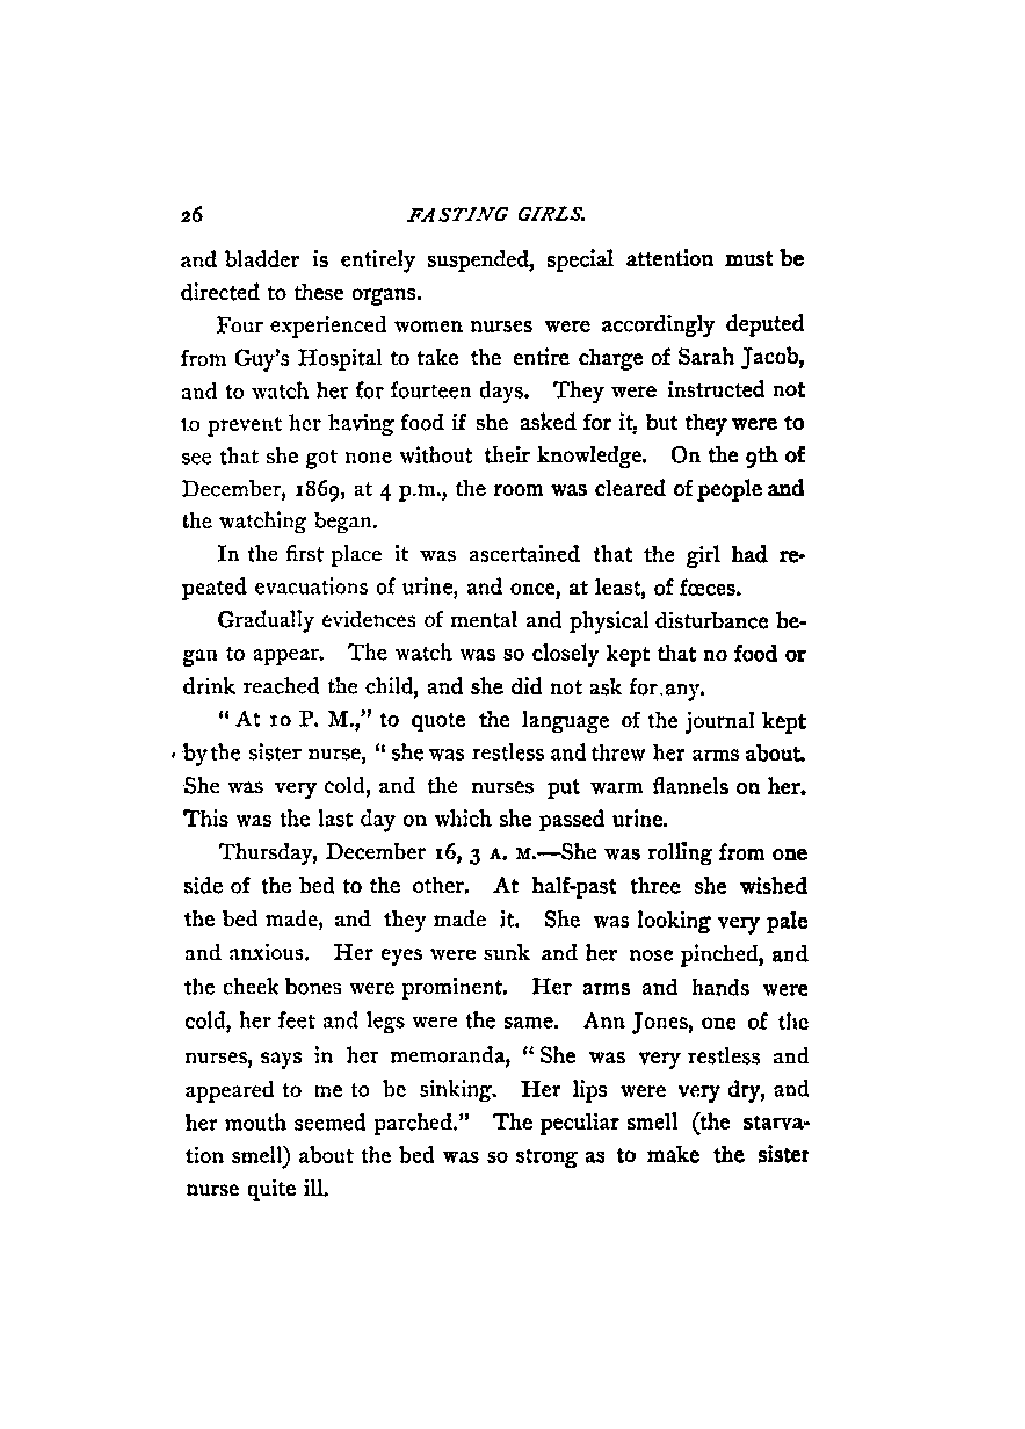 26 FASTING GIRLS.
and bladder is entirely suspended, special attention must be
directed to these organs.
Four experienced women nurses were accordingly deputed
from Guy's Hospital to take the entire charge of Sarah Jacob,
and to watch her for fourteen days. They were instructed not
to prevent her having food if she asked for it, but they were to
see that she got none without their knowledge. On the 9th of
December, 1869, at 4 p.m., the room was cleared of people and
the watching began.
In the first place it was ascertained that the girl had re-
peated evacuations of urine, and once, at least, of fœces.
Gradually evidences of mental and physical disturbance be-
gan to appear. The watch was so closely kept that no food or
drink reached the child, and she did not ask for any.
"At 10 P. M.," to quote the language of the journal kept
by the sister nurse, "she was restless and threw her arms about.
She was very cold, and the nurses put warm flannels on her.
This was the last day on which she passed urine.
Thursday, December 16, 3 A. M.—She was rolling from one
side of the bed to the other. At half-past three she wished
the bed made, and they made it. She was looking very pale
and anxious. Her eyes were sunk and her nose pinched, and
the cheek bones were prominent. Her arms and hands were
cold, her feet and legs were the same. Ann Jones, one of the
nurses, says in her memoranda, "She was very restless and
appeared to me to be sinking. Her lips were very dry, and
her mouth seemed parched." The peculiar smell (the starva-
tion smell) about the bed was so strong as to make the sister
nurse quite ill.